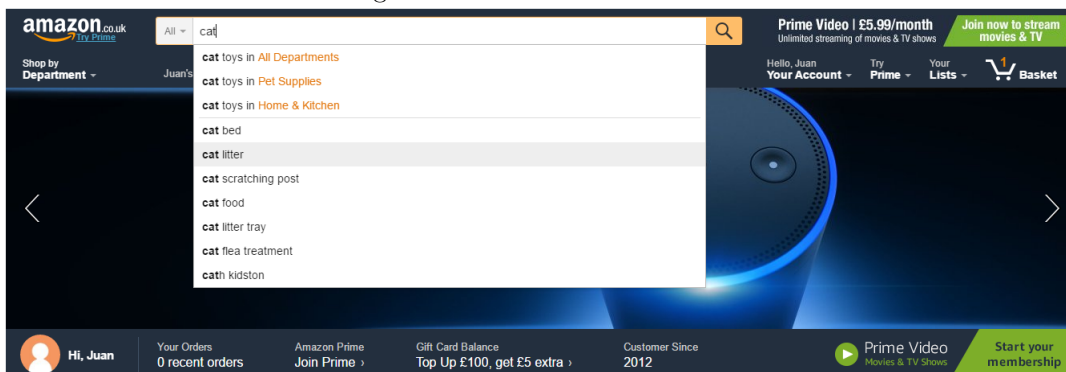 amazon.co.uk
Try Prime
All
cat
Prime Video | £5.99/month
Unlimited streaming of movies & TV shows
Join now to stream
movies & TV
Shop by
Department
Juan's
Hello, Juan
Your Account
Try
Prime
Your
Lists
1
Basket
cat toys in All Departments
cat toys in Pet Supplies
cat toys in Home & Kitchen
cat bed
cat litter
cat scratching post
cat food
cat litter tray
cat flea treatment
cath kidston
Hi, Juan
Your Orders
0 recent orders
Amazon Prime
Join Prime ›
Gift Card Balance
Top Up £100, get £5 extra ›
Customer Since
2012
Prime Video
Movies & TV Shows
Start your
membership